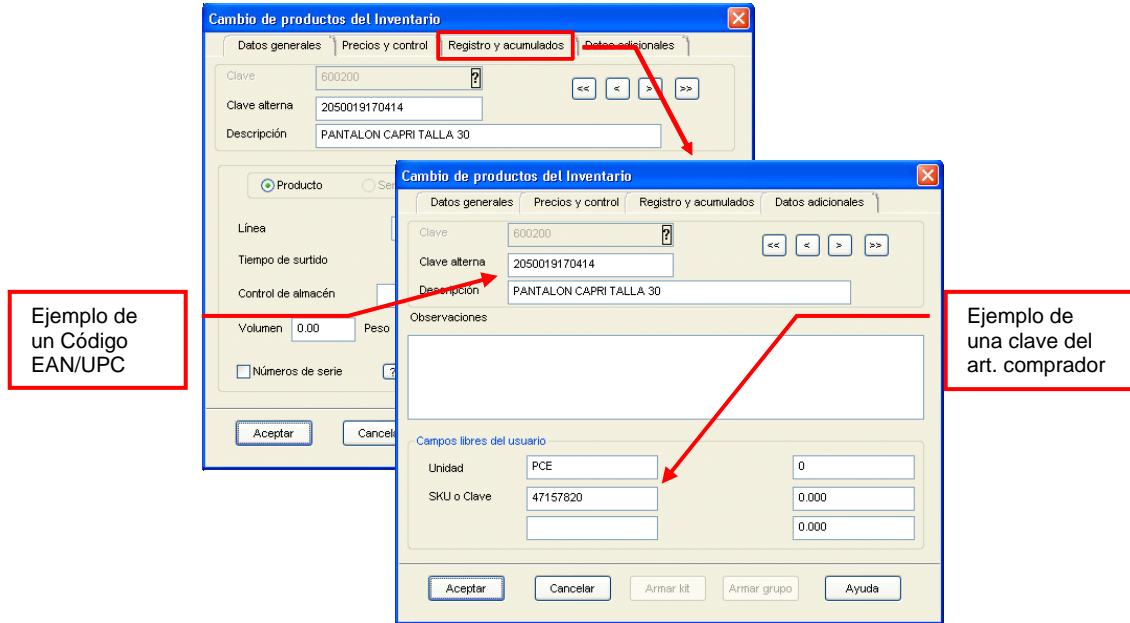 Cambio de productos del Inventario
Datos generales Precios y control Registro y acumulados Datos adicionales
Clave 600200 ? << < > >>
Clave alterna 2050019170414
Descripción PANTALON CAPRI TALLA 30
Producto Ser
Línea
Tiempo de surtido
Control de almacén
Volumen 0.00 Peso
Números de serie ?
Aceptar Cancel
Cambio de productos del Inventario
Datos generales Precios y control Registro y acumulados Datos adicionales
Clave 600200 ? << < > >>
Clave alterna 2050019170414
Descripción PANTALON CAPRI TALLA 30
Observaciones
Campos libres del usuario
Unidad PCE 0
SKU o Clave 47157820 0.000
0.000
Aceptar Cancelar Armar kit Armar grupo Ayuda
Ejemplo de
un Código
EAN/UPC
Ejemplo de
una clave del
art. comprador